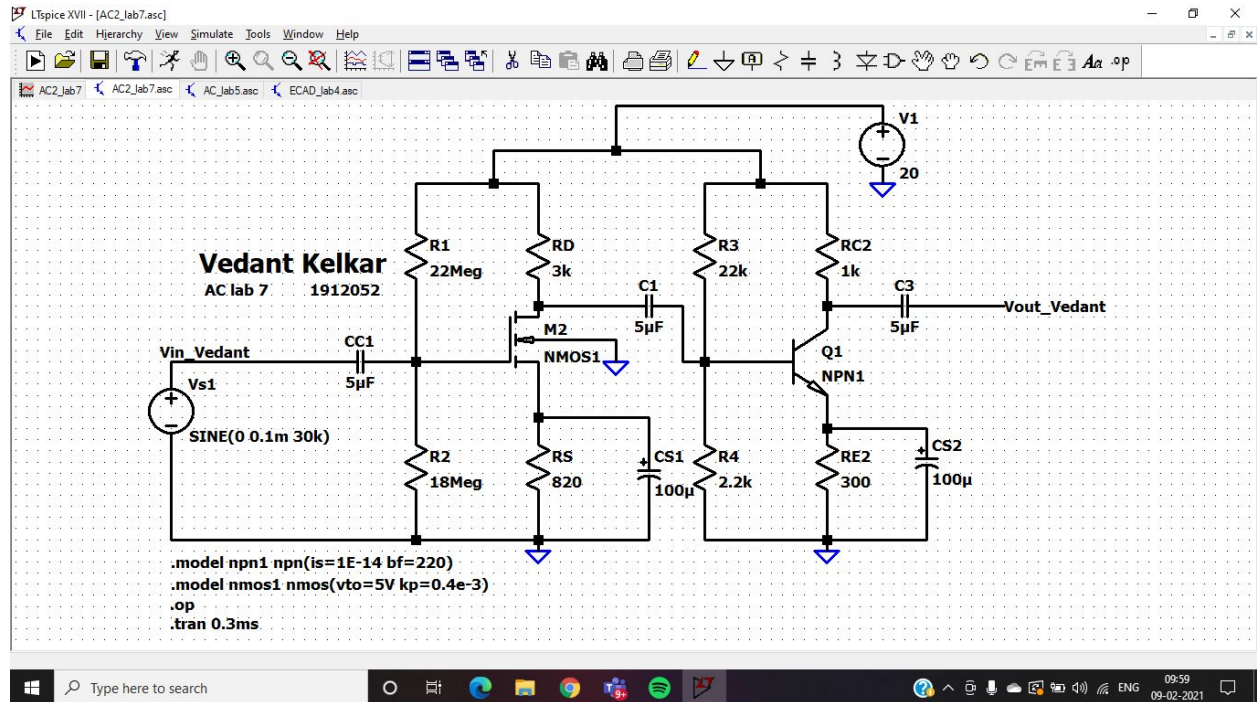 LTspice XVII - [AC2_lab7.asc]
File Edit Hierarchy View Simulate Tools Window Help
Aa .op
AC2_lab7 AC2_lab7.asc AC_lab5.asc ECAD_lab4.asc
V1
20
R1
22Meg
RD
3k
R3
22k
RC2
1k
Vedant Kelkar
AC lab 7 1912052
C1
5µF
C3
5µF
Vout_Vedant
M2
NMOS1
Vin_Vedant
CC1
5µF
Q1
NPN1
Vs1
SINE(0 0.1m 30k)
R2
18Meg
RS
820
CS1
100µ
R4
2.2k
RE2
300
CS2
100µ
.model npn1 npn(is=1E-14 bf=220)
.model nmos1 nmos(vto=5V kp=0.4e-3)
.op
.tran 0.3ms
Type here to search
9+
ENG
09:59
09-02-2021